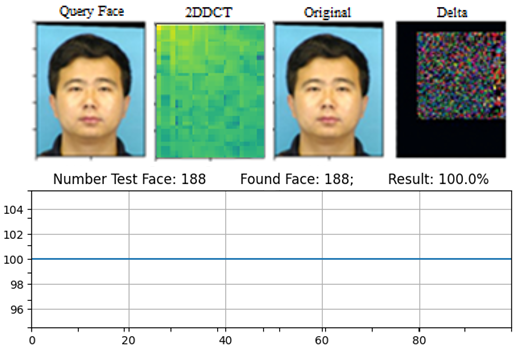 Query Face 2DDCT Original Delta
Number Test Face: 188 Found Face: 188; Result: 100.0%
104
102
100
98
96
0 20 40 60 80